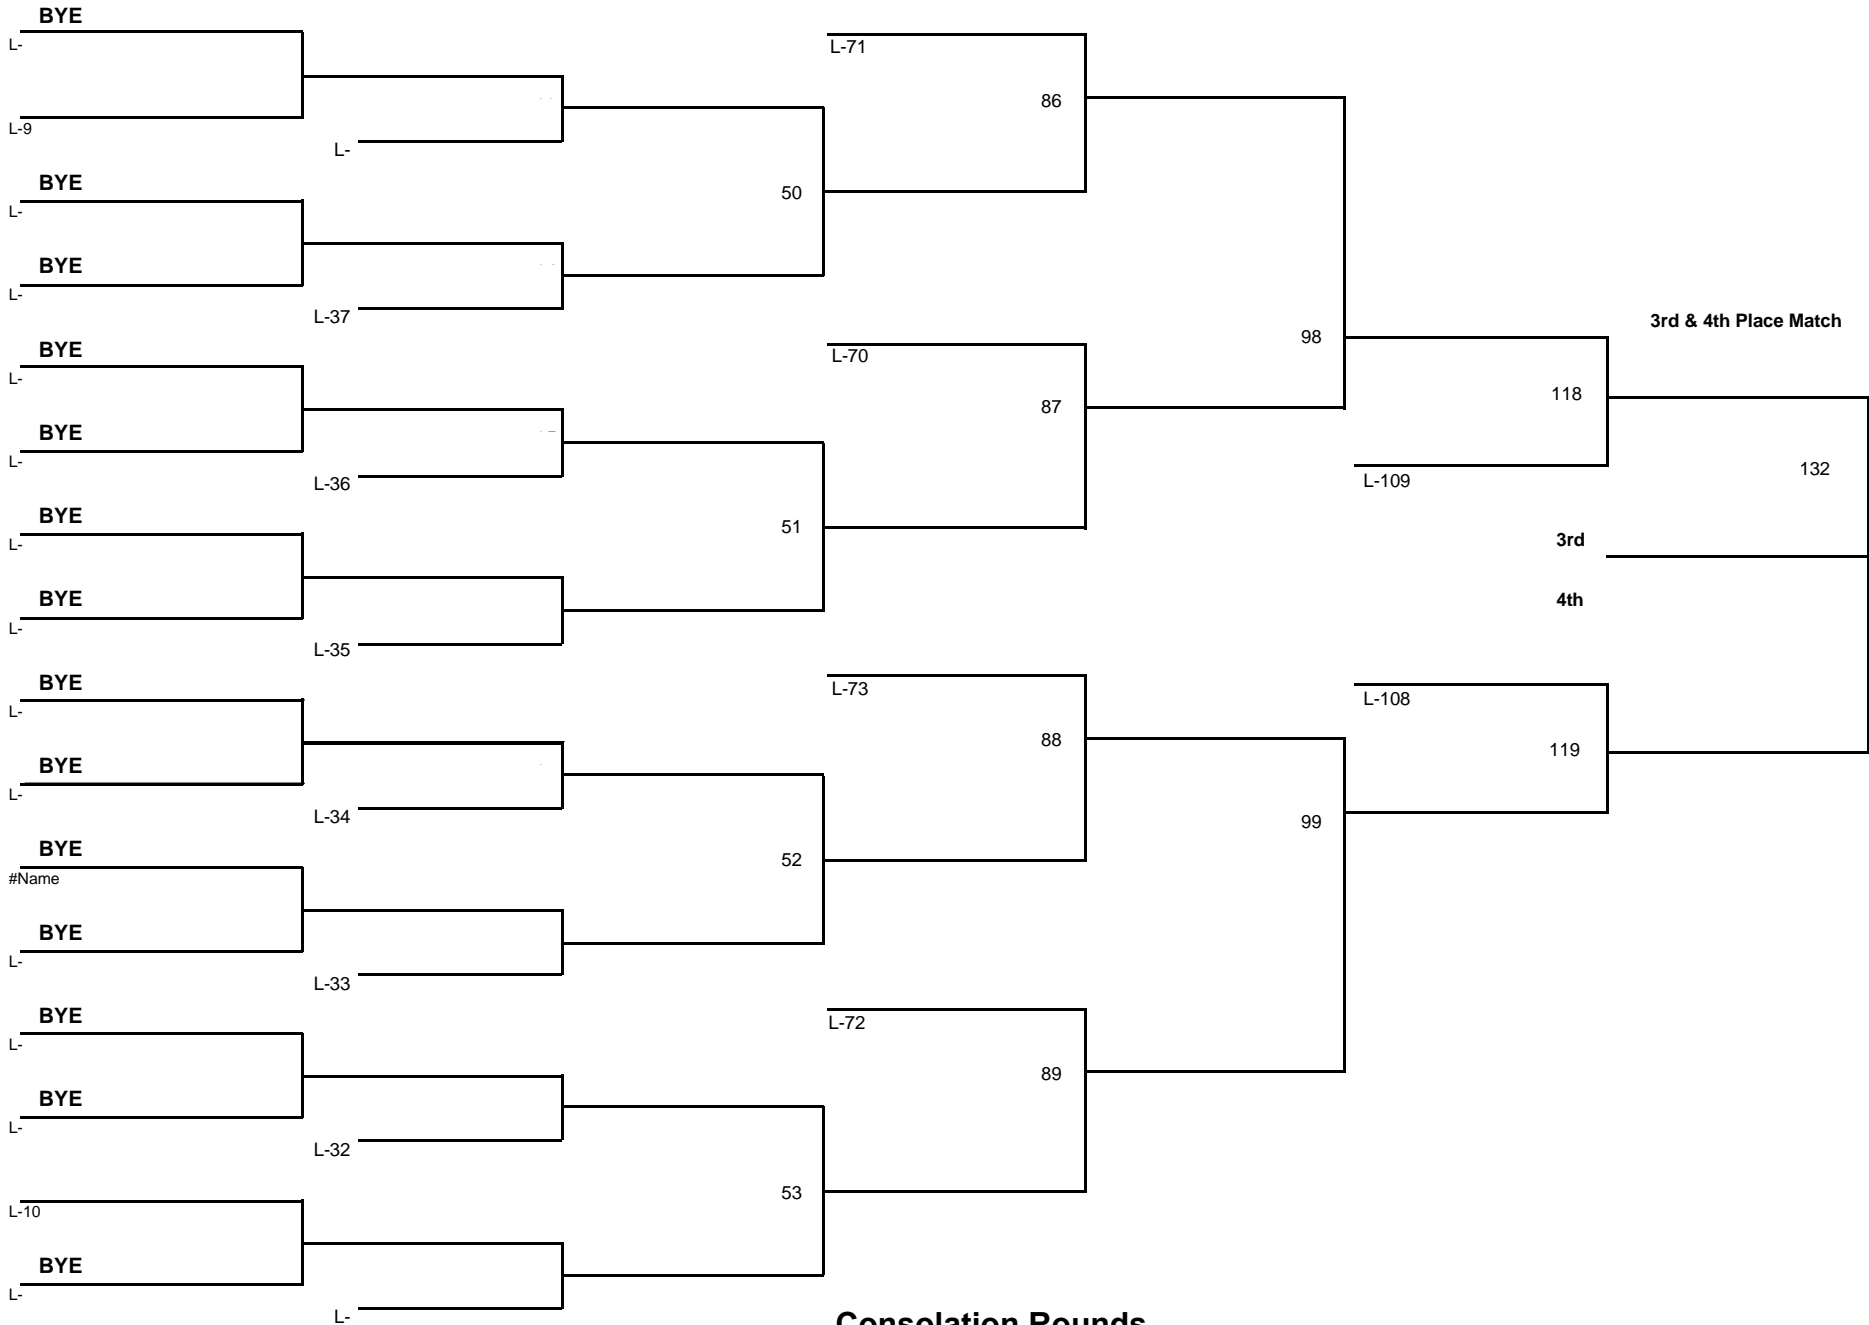 BYE
L-
L-9
BYE
L-
BYE
L-
BYE
L-
BYE
L-
BYE
L-
BYE
L-
BYE
L-
BYE
L-
BYE
#Name
BYE
L-
BYE
L-
BYE
L-
L-10
BYE
L-
L-
L-37
L-36
L-35
L-34
L-33
L-32
L-
50
51
52
53
L-71
86
L-70
87
L-73
88
L-72
89
98
99
L-109
118
L-108
119
3rd & 4th Place Match
132
3rd
4th
Consolation Rounds